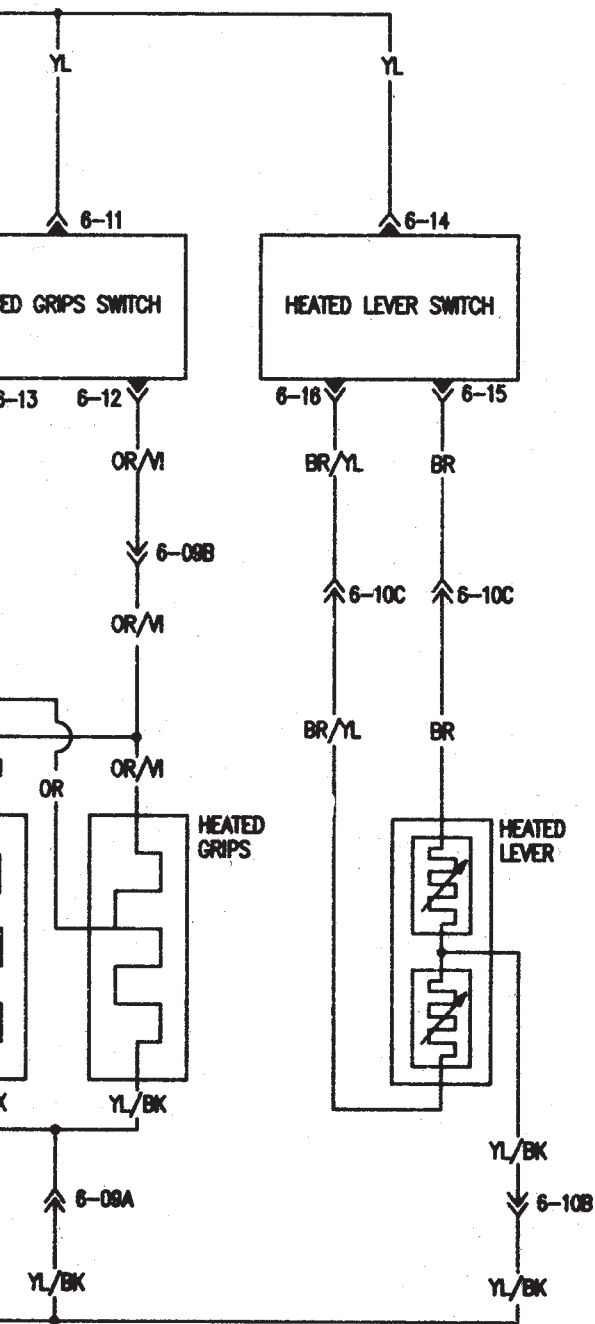 YL YL
6-11 6-14
ED GRIPS SWITCH HEATED LEVER SWITCH
6-13 6-12 6-16 6-15
OR/VI BR/YL BR
6-09B
6-10C 6-10C
OR/VI
BR/YL BR
OR/VI
OR
HEATED
GRIPS
HEATED
LEVER
YL/BK
YL/BK
6-09A 6-10B
YL/BK YL/BK